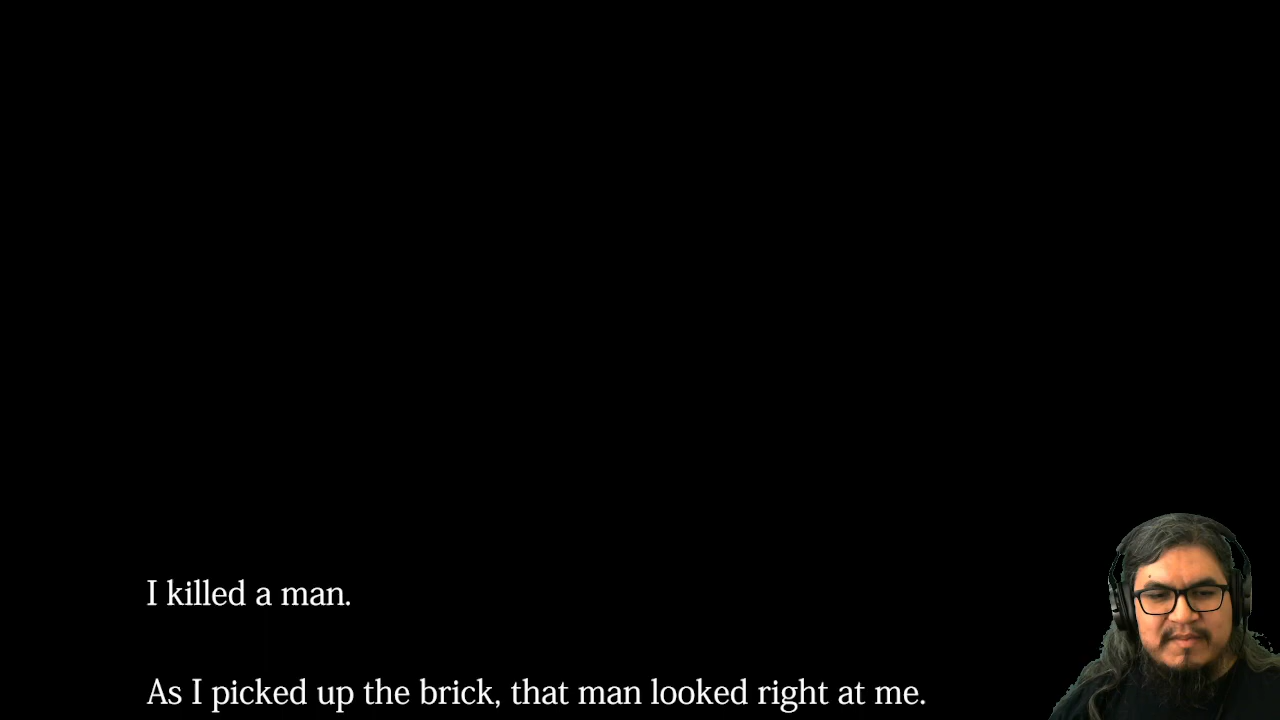 I killed a man.
As I picked up the brick, that man looked right at me.